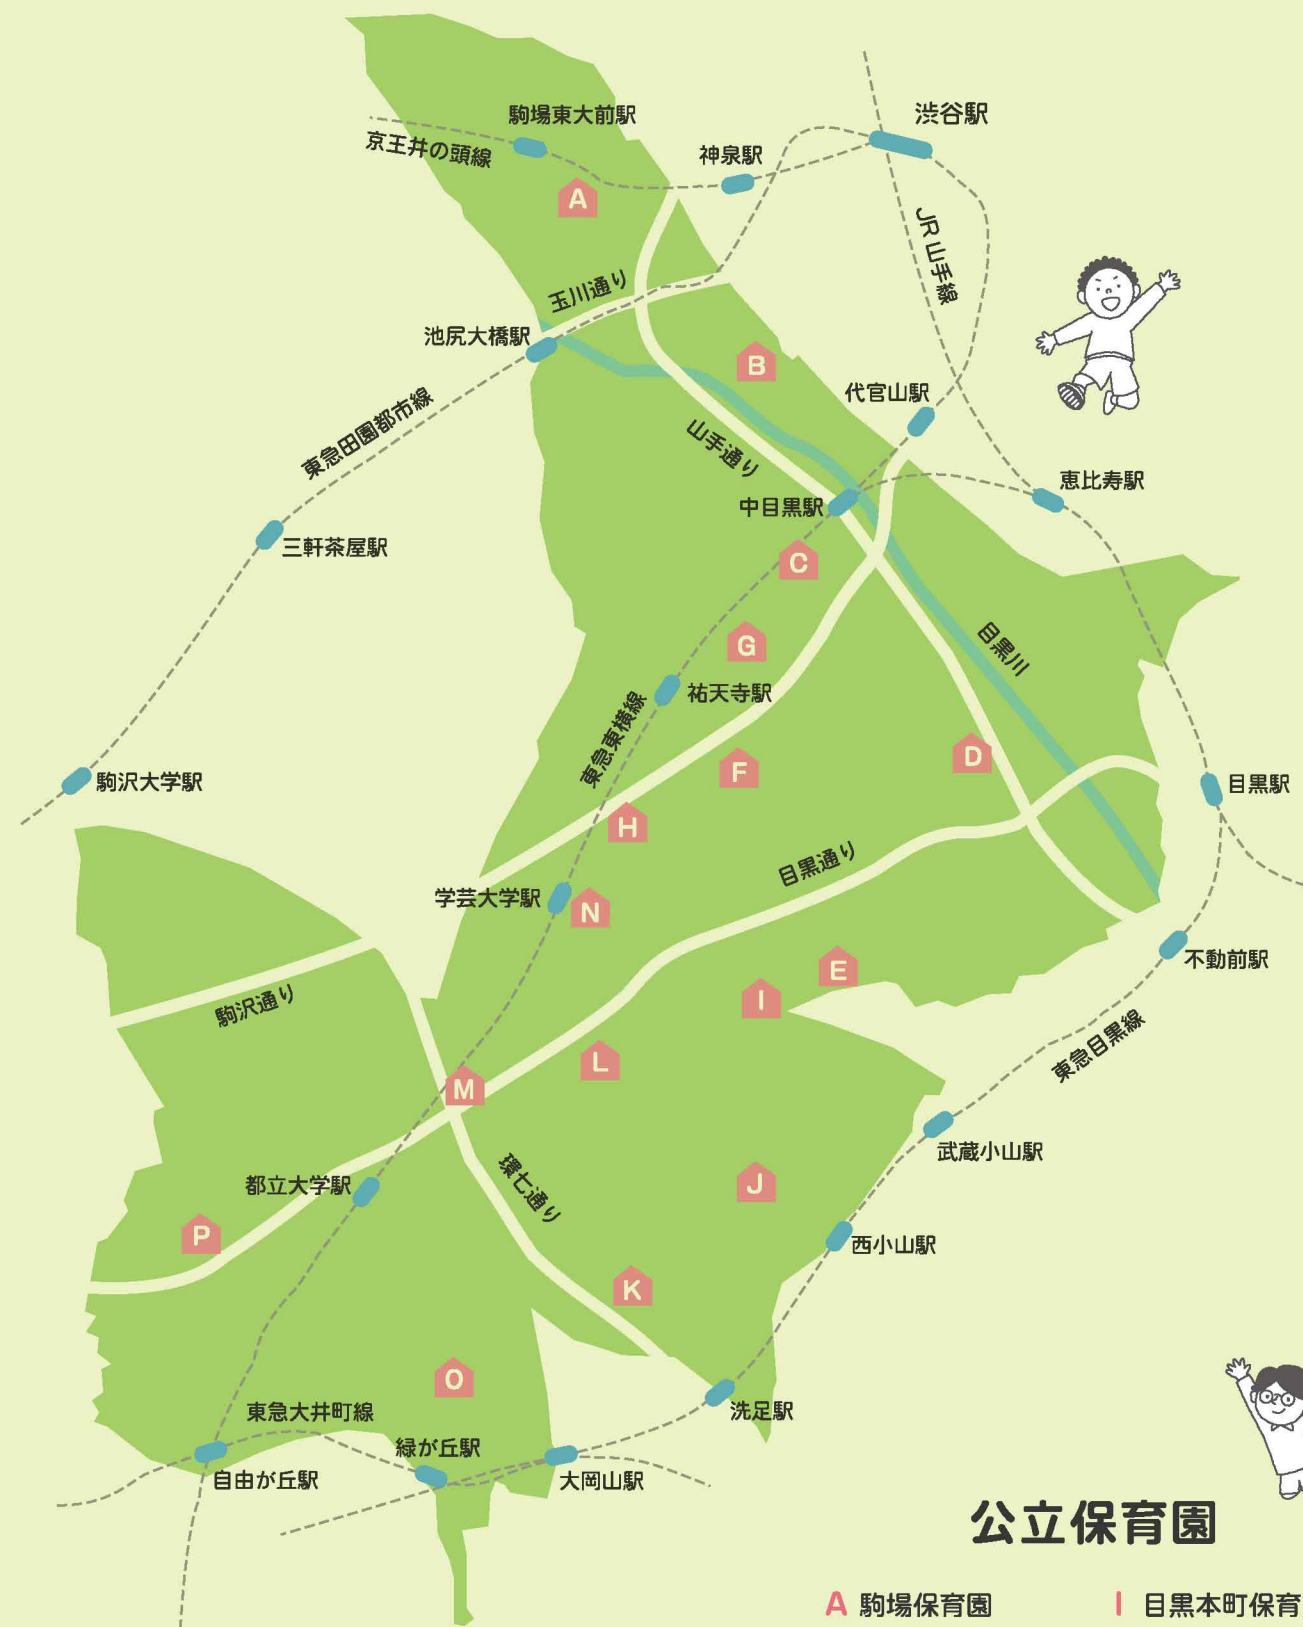 渋谷駅
駒場東大前駅
京王井の頭線
神泉駅
A
JR山手線
玉川通り
池尻大橋駅
B
代官山駅
東急田園都市線
山手通り
恵比寿駅
中目黒駅
三軒茶屋駅
C
目黒川
G
祐天寺駅
東急東横線
D
F
駒沢大学駅
目黒駅
H
目黒通り
学芸大学駅
N
不動前駅
E
I
駒沢通り
東急目黒線
L
M
武蔵小山駅
環七通り
都立大学駅
J
P
西小山駅
K
O
東急大井町線
洗足駅
緑が丘駅
自由が丘駅
大岡山駅
公立保育園
A 駒場保育園
I 目黒本町保育